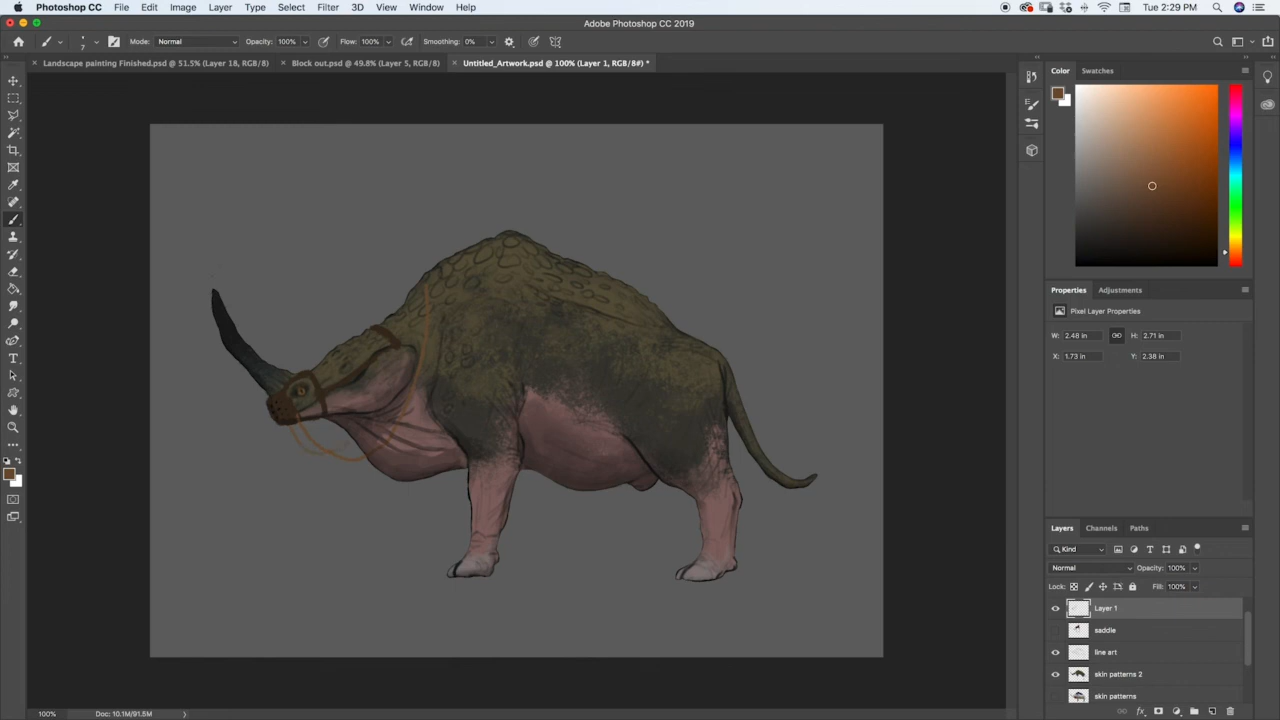 Photoshop CC File Edit Image Layer Type Select Filter 3D View Window Help Tue 2:29 PM
Adobe Photoshop CC 2019
7 Mode: Normal Opacity: 100% Flow: 100% Smoothing: 0%
Landscape painting Finished.psd @ 51.5% (Layer 18, RGB/8) Block out.psd @ 49.8% (Layer 5, RGB/8) Untitled_Artwork.psd @ 100% (Layer 1, RGB/8#) *
Color Swatches
Properties Adjustments
Pixel Layer Properties
W: 2.48 in H: 2.71 in
X: 1.73 in Y: 2.38 in
Layers Channels Paths
Kind
Normal Opacity: 100%
Lock: Fill: 100%
Layer 1
saddle
line art
skin patterns 2
skin patterns
100% Doc: 10.1M/91.5M